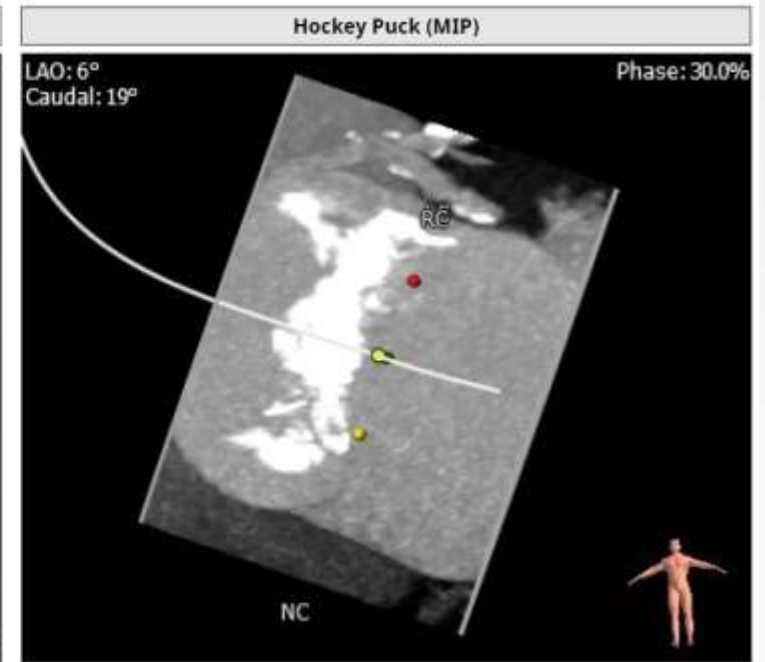 Hockey Puck (MIP)
LAO: 6°
Phase: 30.0%
Caudal: 19°
RC
NC